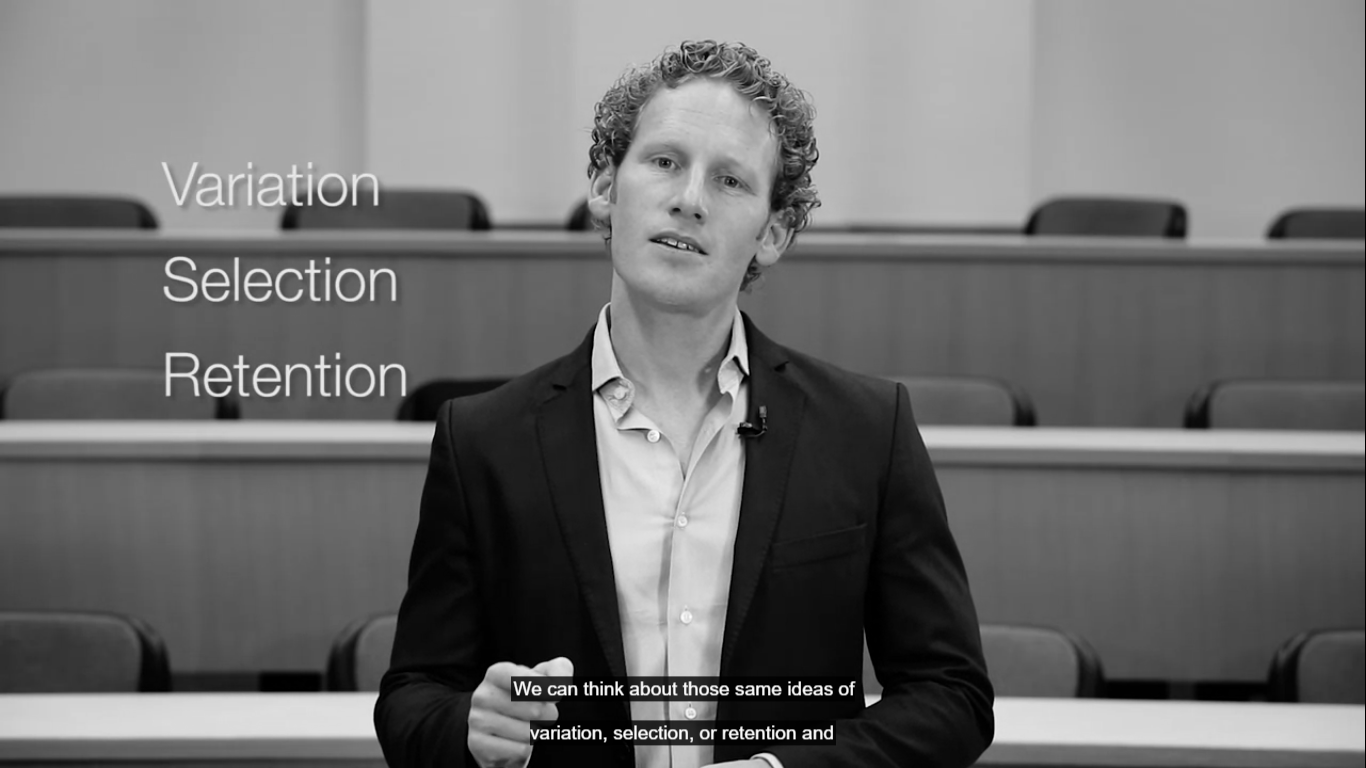 Variation
Selection
Retention
We can think about those same ideas of
variation, selection, or retention and